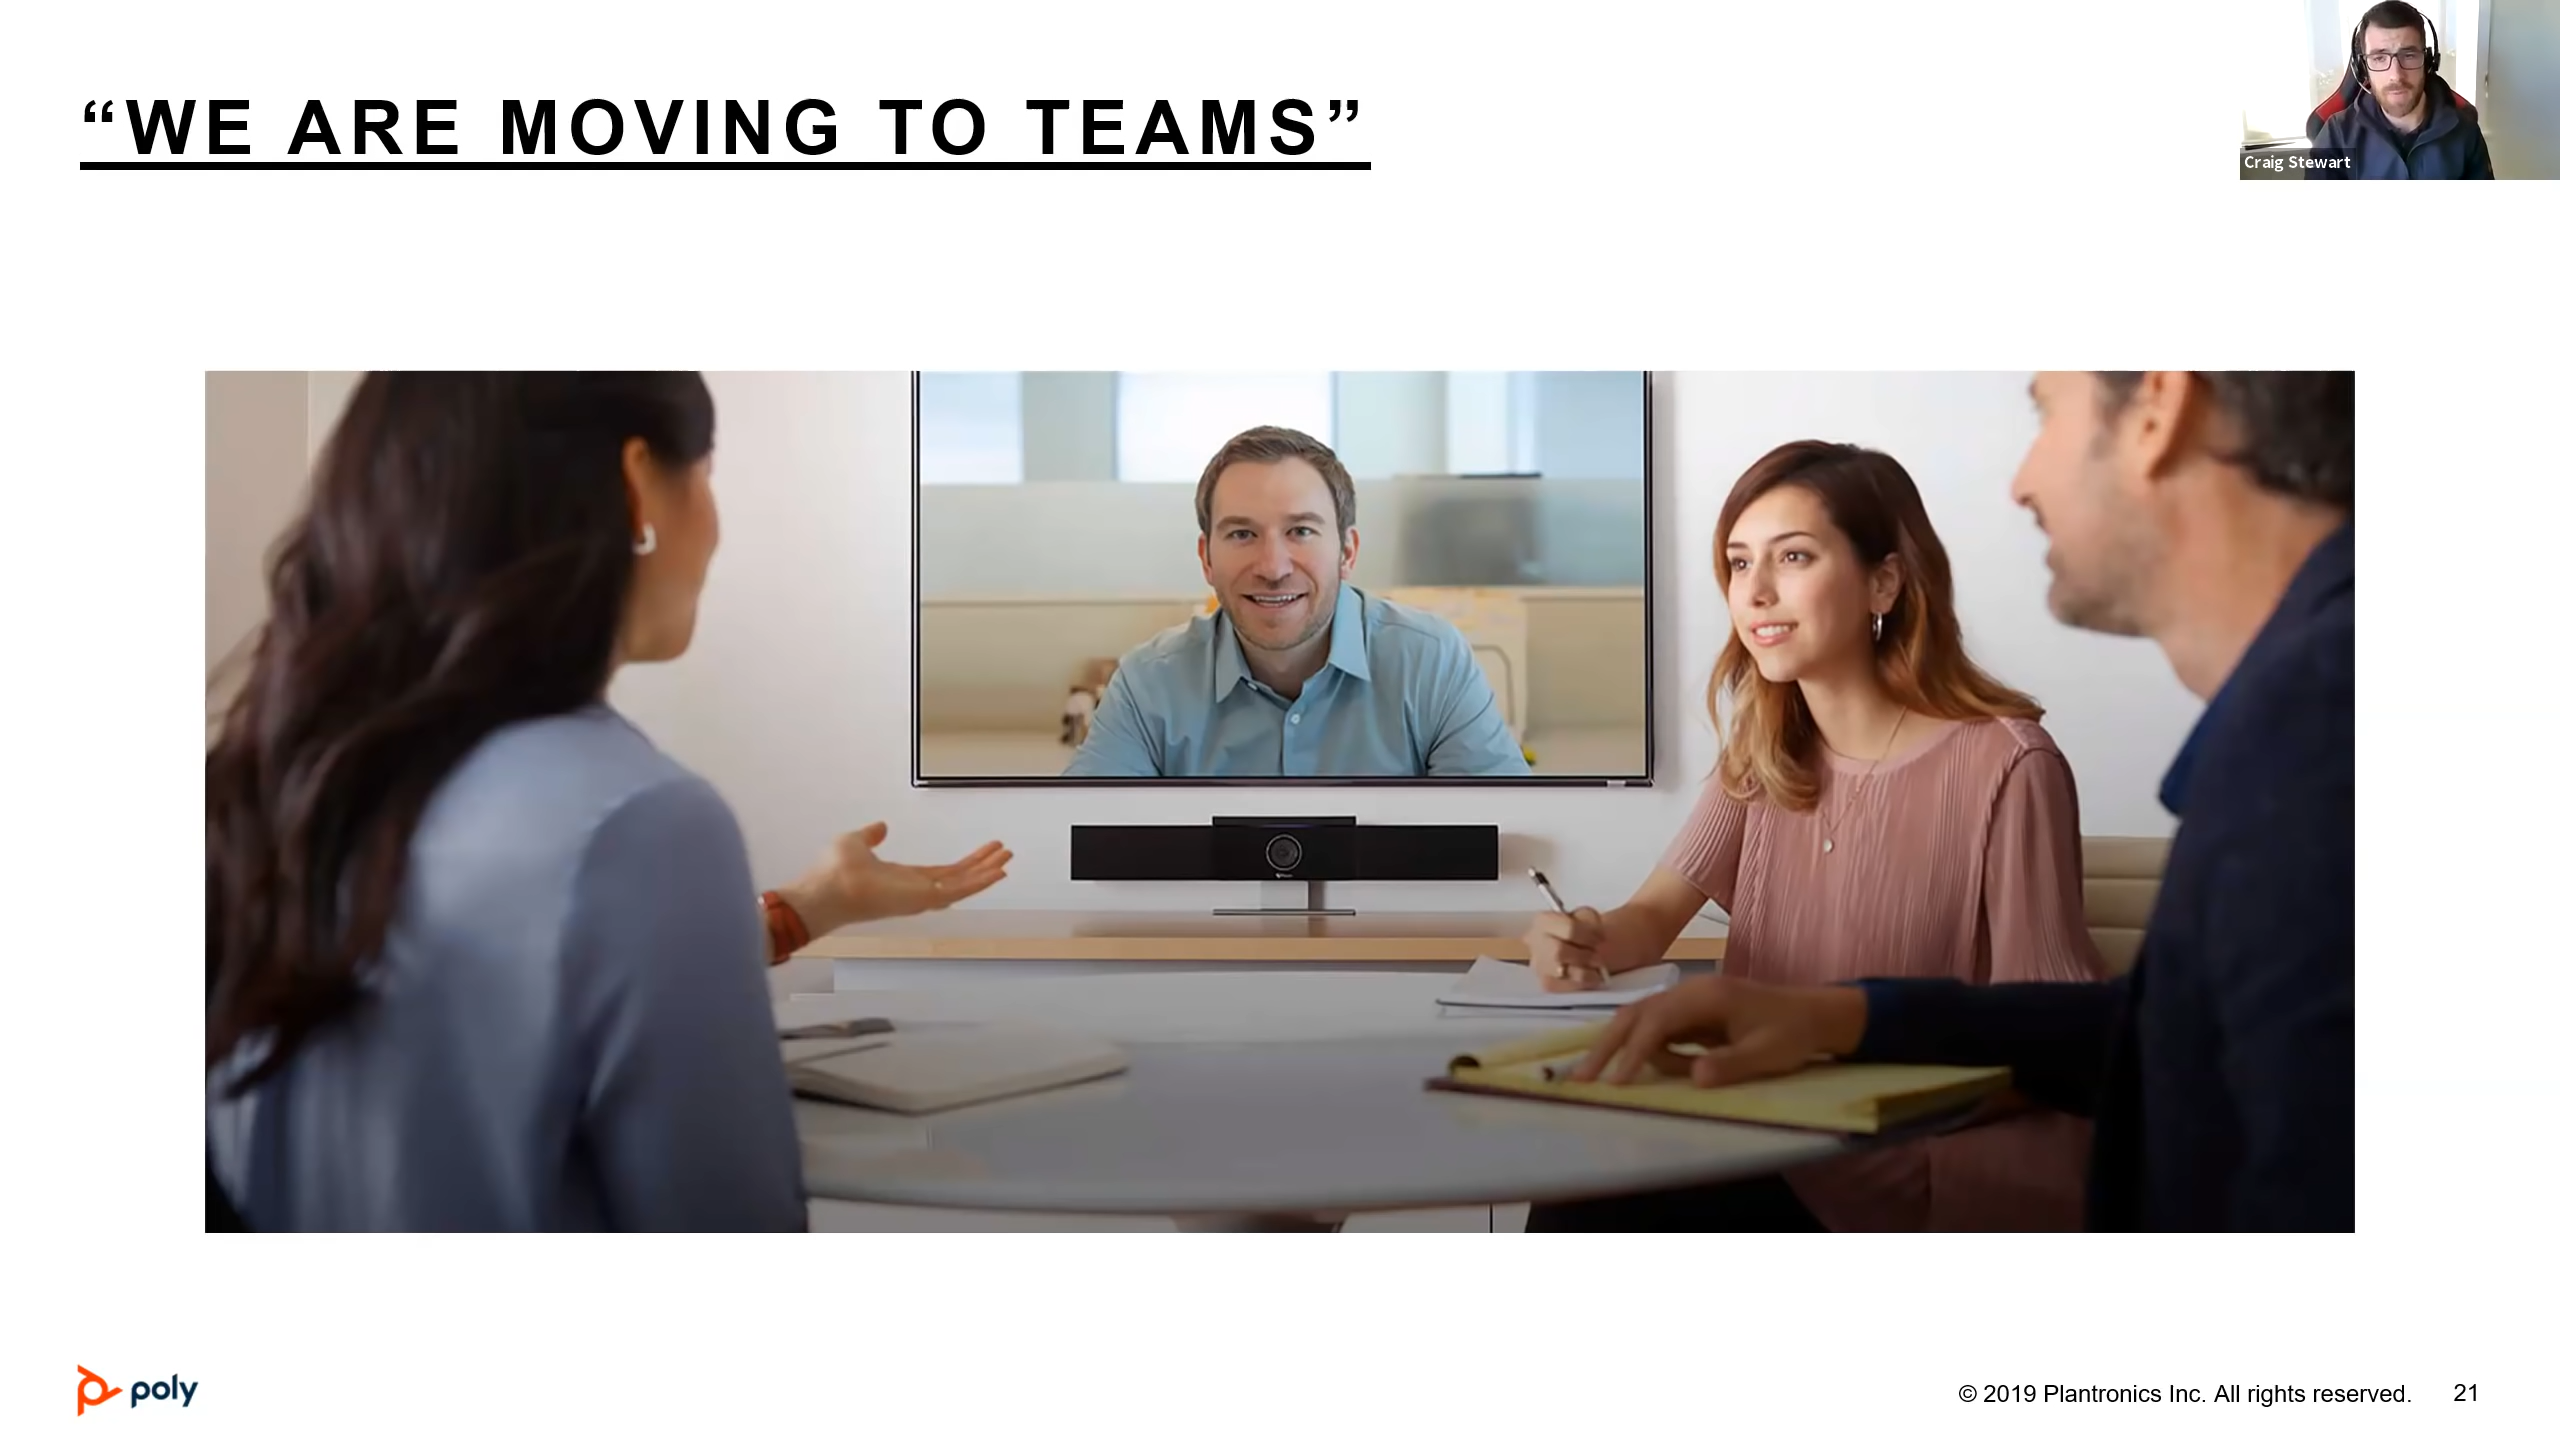 “WE ARE MOVING TO TEAMS”
Craig Stewart
poly
© 2019 Plantronics Inc. All rights reserved. 21